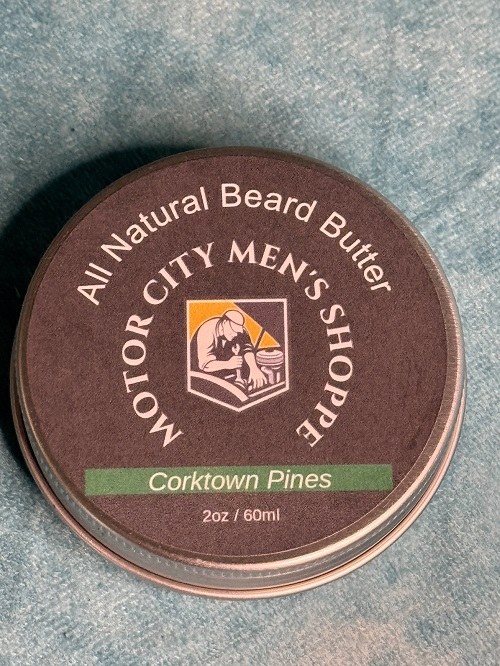 All Natural Beard Butter
MOTOR CITY MEN'S SHOPPE
Corktown Pines
2oz / 60ml